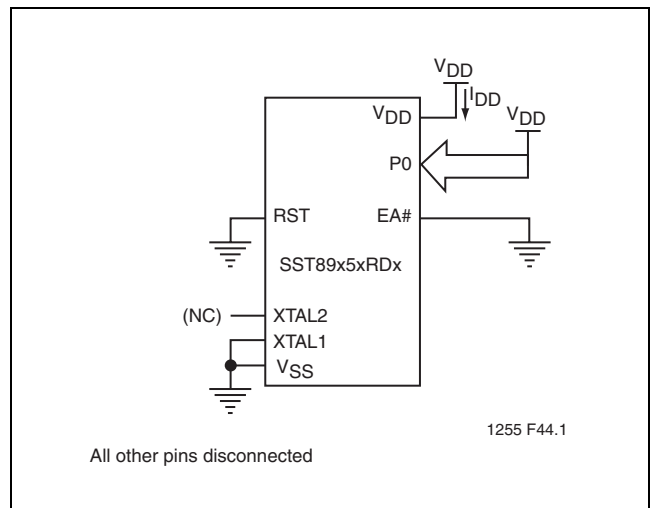 VDD
IDD
VDD
VDD
P0
RST
EA#
SST89x5xRDx
(NC)
XTAL2
XTAL1
VSS
1255 F44.1
All other pins disconnected